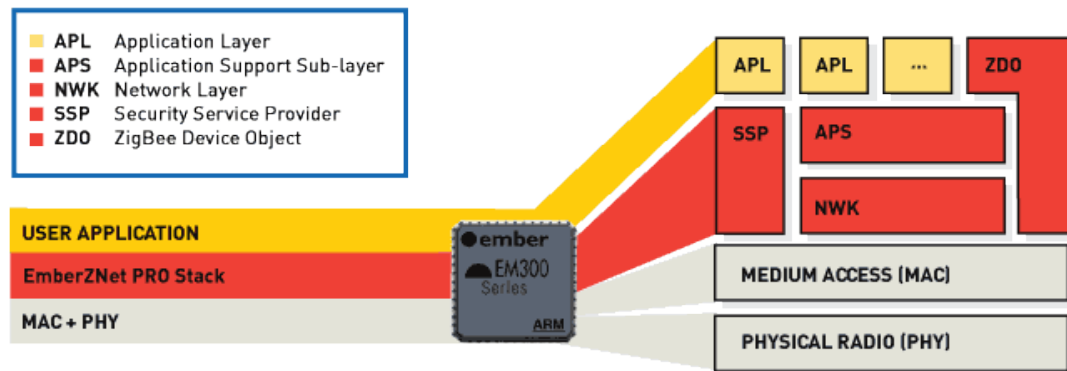 APL Application Layer
APS Application Support Sub-layer
NWK Network Layer
SSP Security Service Provider
ZDO ZigBee Device Object
USER APPLICATION
EmberZNet PRO Stack
MAC + PHY
ember
EM300
Series
ARM
APL APL ... ZDO
SSP APS
NWK
MEDIUM ACCESS (MAC)
PHYSICAL RADIO (PHY)